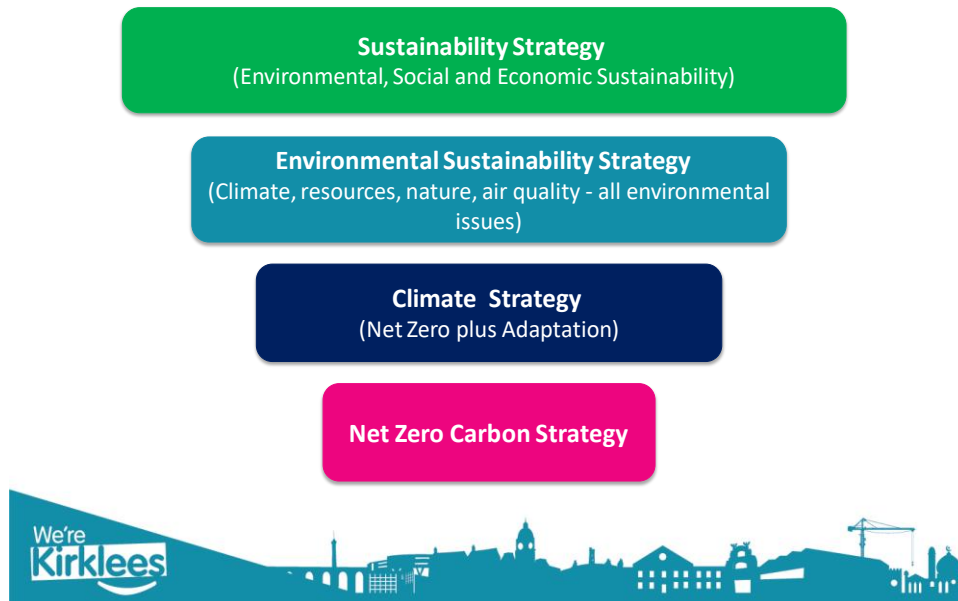 Sustainability Strategy
(Environmental, Social and Economic Sustainability)
Environmental Sustainability Strategy
(Climate, resources, nature, air quality - all environmental
issues)
Climate Strategy
(Net Zero plus Adaptation)
Net Zero Carbon Strategy
We're
Kirklees